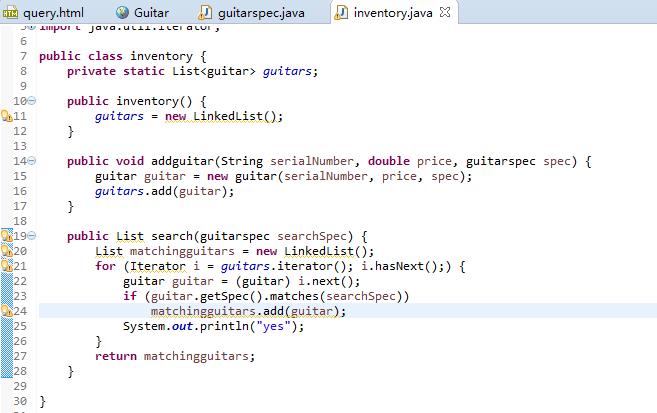 query.html Guitar guitarspec.java inventory.java
5 import java.util.Iterator;
6
7 public class inventory {
8 private static List<guitar> guitars;
9
10 public inventory() {
11 guitars = new LinkedList();
12 }
13
14 public void addguitar(String serialNumber, double price, guitarspec spec) {
15 guitar guitar = new guitar(serialNumber, price, spec);
16 guitars.add(guitar);
17 }
18
19 public List search(guitarspec searchSpec) {
20 List matchingguitars = new LinkedList();
21 for (Iterator i = guitars.iterator(); i.hasNext();) {
22 guitar guitar = (guitar) i.next();
23 if (guitar.getSpec().matches(searchSpec))
24 matchingguitars.add(guitar);
25 System.out.println("yes");
26 }
27 return matchingguitars;
28 }
29
30 }